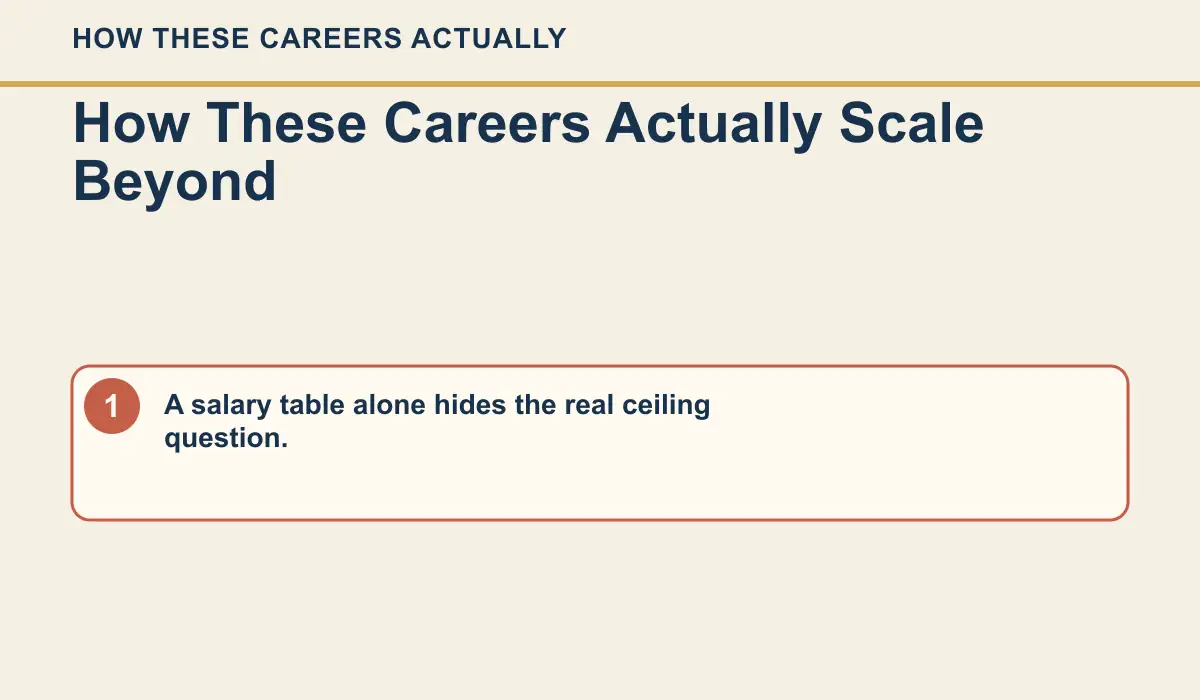 HOW THESE CAREERS ACTUALLY
How These Careers Actually Scale
Beyond
1
A salary table alone hides the real ceiling
question.